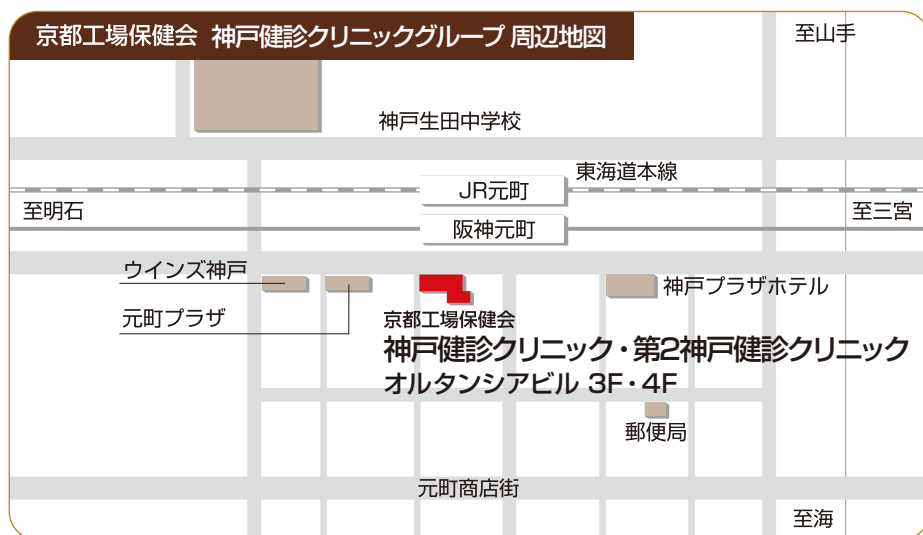 京都工場保健会 神戸健診クリニックグループ 周辺地図
至山手
神戸生田中学校
東海道本線
JR元町
至明石
至三宮
阪神元町
ウインズ神戸
神戸プラザホテル
元町プラザ
京都工場保健会
神戸健診クリニック・第2神戸健診クリニック
オルタンシアビル 3F・4F
郵便局
元町商店街
至海